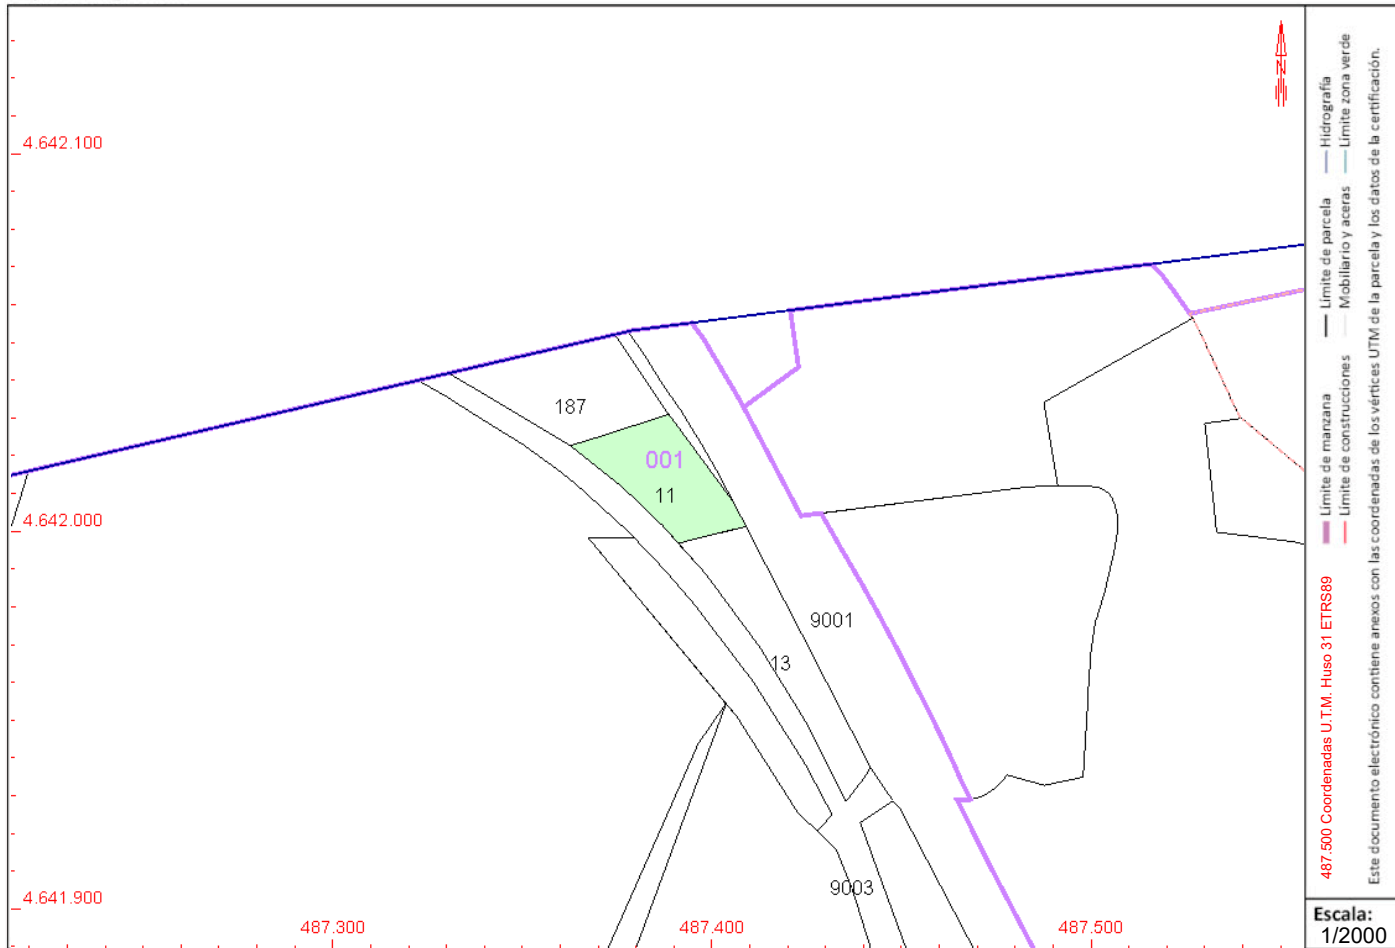 4.642.100
187
001
11
4.642.000
9001
13
9003
4.641.900
487.300
487.400
487.500
N
487.500 Coordenadas U.T.M. Huso 31 ETRS89
Límite de manzana
Límite de parcela
Hidrografía
Límite de construcciones
Mobiliario y aceras
Límite zona verde
Este documento electrónico contiene anexos con las coordenadas de los vértices UTM de la parcela y los datos de la certificación.
Escala:
1/2000